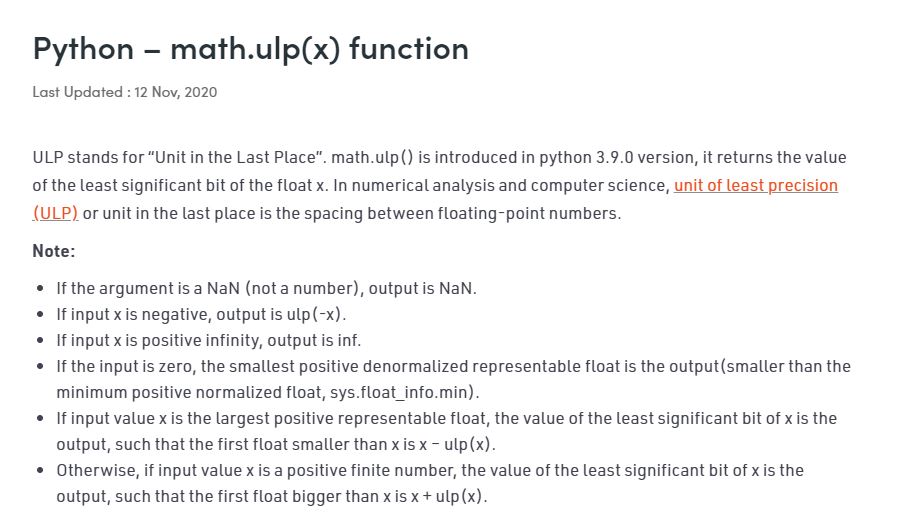 Python – math.ulp(x) function
Last Updated : 12 Nov, 2020
ULP stands for “Unit in the Last Place”. math.ulp() is introduced in python 3.9.0 version, it returns the value
of the least significant bit of the float x. In numerical analysis and computer science, unit of least precision
(ULP) or unit in the last place is the spacing between floating-point numbers.
Note:
• If the argument is a NaN (not a number), output is NaN.
• If input x is negative, output is ulp(-x).
• If input x is positive infinity, output is inf.
• If the input is zero, the smallest positive denormalized representable float is the output(smaller than the
minimum positive normalized float, sys.float_info.min).
• If input value x is the largest positive representable float, the value of the least significant bit of x is the
output, such that the first float smaller than x is x – ulp(x).
• Otherwise, if input value x is a positive finite number, the value of the least significant bit of x is the
output, such that the first float bigger than x is x + ulp(x).